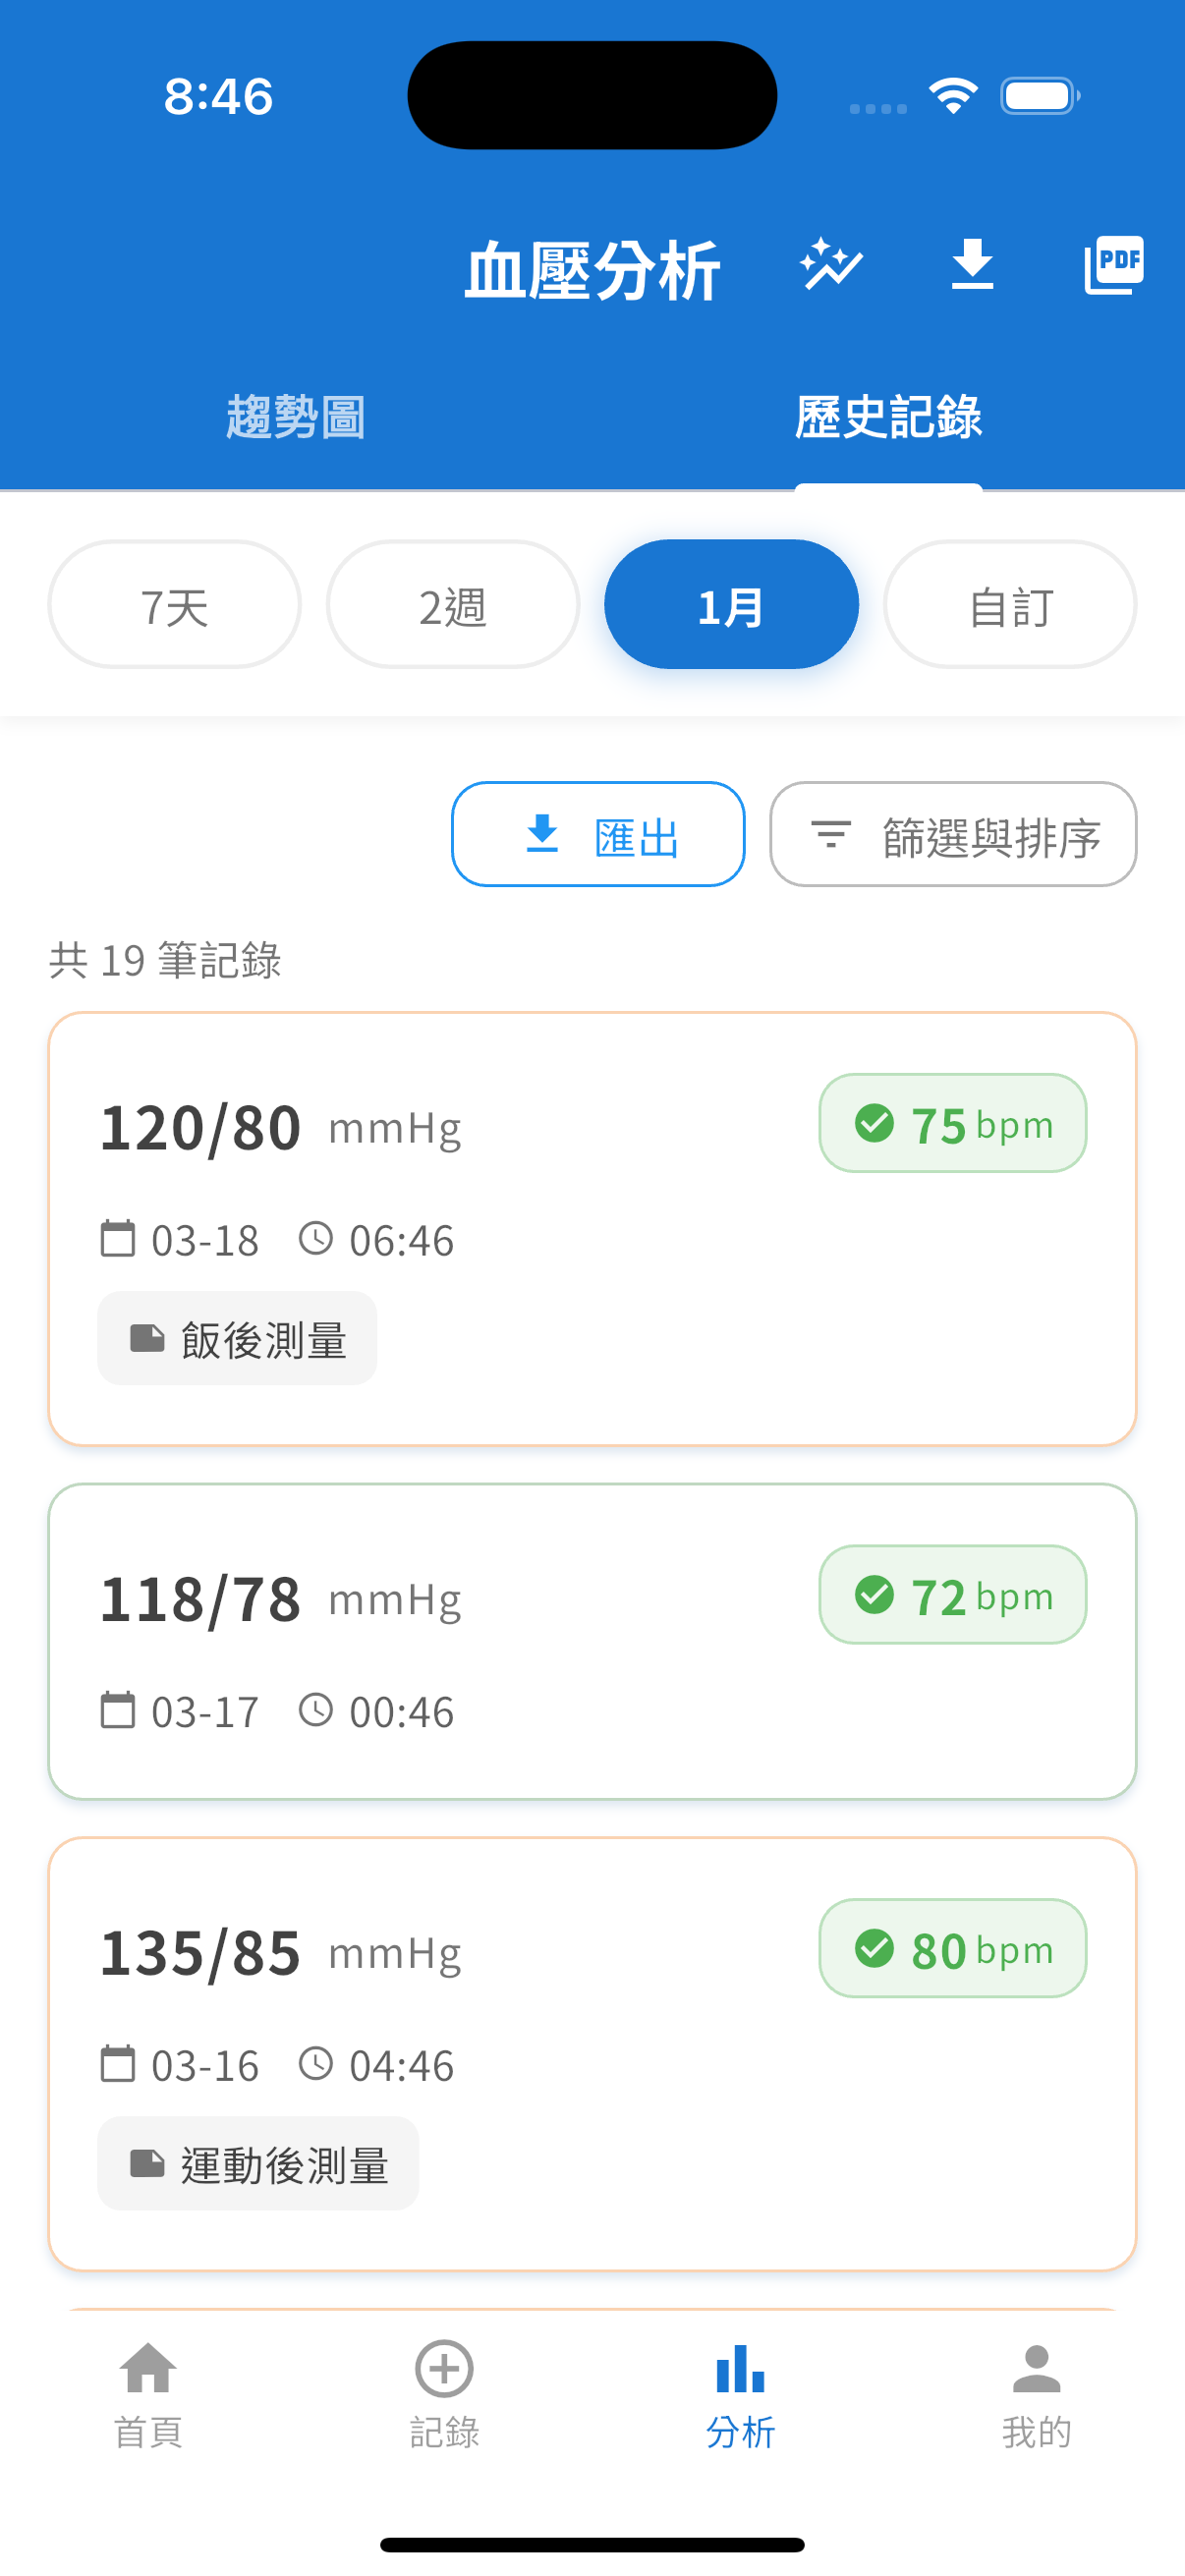 8:46
血壓分析
PDF
趨勢圖 歷史記錄
7天 2週 1月 自訂
匯出 篩選與排序
共 19 筆記錄
120/80 mmHg 75 bpm
03-18 06:46
飯後測量
118/78 mmHg 72 bpm
03-17 00:46
135/85 mmHg 80 bpm
03-16 04:46
運動後測量
首頁 記錄 分析 我的